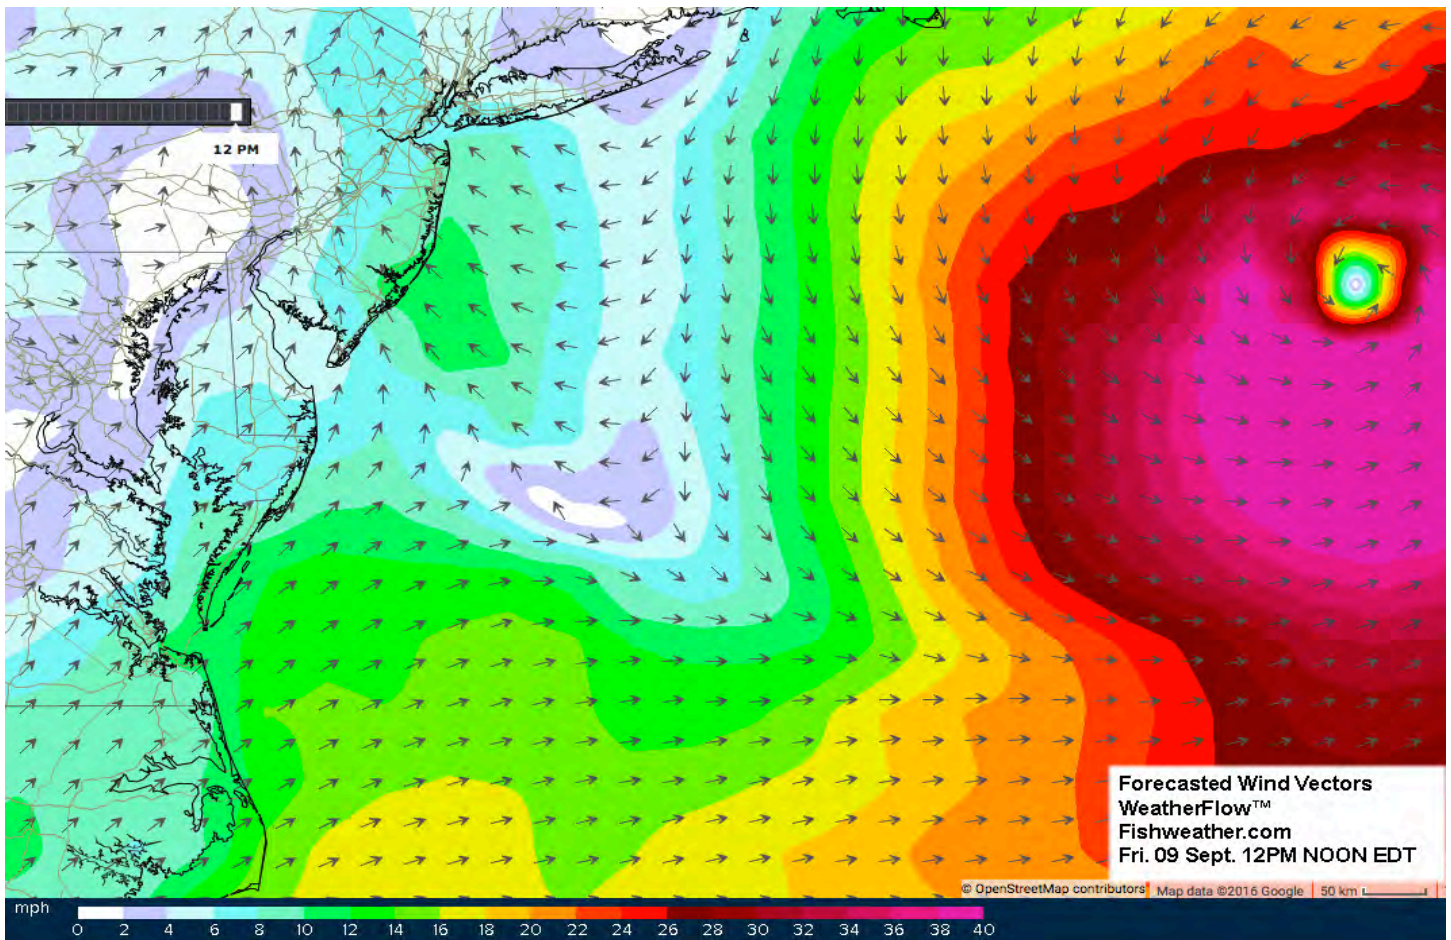 12 PM
Forecasted Wind Vectors
WeatherFlow™
Fishweather.com
Fri. 09 Sept. 12PM NOON EDT
© OpenStreetMap contributors
Map data ©2016 Google
50 km
mph
0 2 4 6 8 10 12 14 16 18 20 22 24 26 28 30 32 34 36 38 40